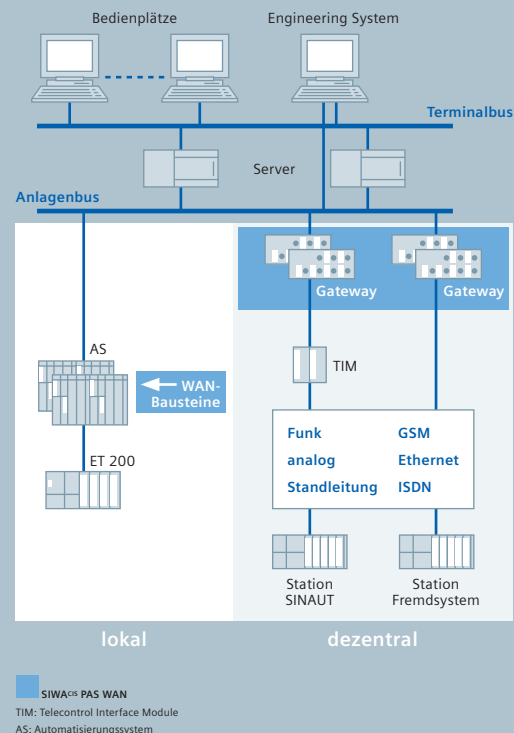 Bedienplätze
Engineering System
Terminalbus
Server
Anlagenbus
Gateway
Gateway
AS
WAN-
Bausteine
TIM
ET 200
Funk
GSM
analog
Ethernet
Standleitung
ISDN
Station
SINAUT
Station
Fremdsystem
lokal
dezentral
SIWACIS PAS WAN
TIM: Telecontrol Interface Module
AS: Automatisierungssystem